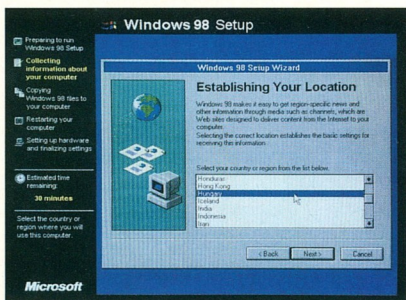 Windows 98 Setup
Preparing to run
Windows 98 Setup
Collecting
information about
your computer
Copying
Windows 98 files to
your computer
Restarting your
computer
Setting up hardware
and finalizing settings
Estimated time
remaining:
30 minutes
Select the country or
region where you will
use this computer.
Microsoft
Windows 98 Setup Wizard
Establishing Your Location
Windows 98 makes it easy to get region-specific news and
other information through media such as channels, which are
Web sites designed to deliver content from the Internet to your
computer.
Selecting the correct location establishes the basic settings for
receiving this information.
Select your country or region from the list below.
Honduras
Hong Kong
Hungary
Iceland
India
Indonesia
Iran
< Back
Next >
Cancel